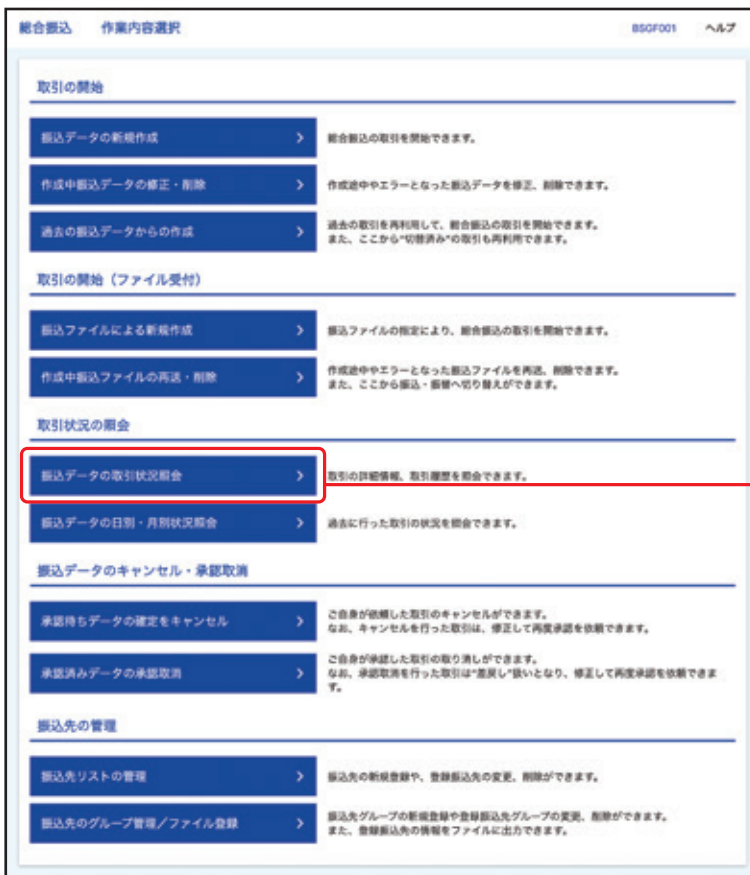 総合振込 作業内容選択 BSGF001 ヘルプ
取引の開始
振込データの新規作成
総合振込の取引を開始できます。
作成中振込データの修正・削除
作成途中やエラーとなった振込データを修正、削除できます。
過去の振込データからの作成
過去の取引を再利用して、総合振込の取引を開始できます。
また、ここから"切替済み"の取引も再利用できます。
取引の開始（ファイル受付）
振込ファイルによる新規作成
振込ファイルの指定により、総合振込の取引を開始できます。
作成中振込ファイルの再送・削除
作成途中やエラーとなった振込ファイルを再送、削除できます。
また、ここから振込・振替へ切り替えができます。
取引状況の照会
振込データの取引状況照会
取引の詳細情報、取引履歴を照会できます。
振込データの日別・月別状況照会
過去に行った取引の状況を照会できます。
振込データのキャンセル・承認取消
承認待ちデータの確定をキャンセル
ご自身が依頼した取引のキャンセルができます。
なお、キャンセルを行った取引は、修正して再度承認を依頼できます。
承認済みデータの承認取消
ご自身が承認した取引の取り消しができます。
なお、承認取消を行った取引は"差戻し"扱いとなり、修正して再度承認を依頼できま
す。
振込先の管理
振込先リストの管理
振込先の新規登録や、登録振込先の変更、削除ができます。
振込先のグループ管理／ファイル登録
振込先グループの新規登録や登録振込先グループの変更、削除ができます。
また、登録振込先の情報をファイルに出力できます。